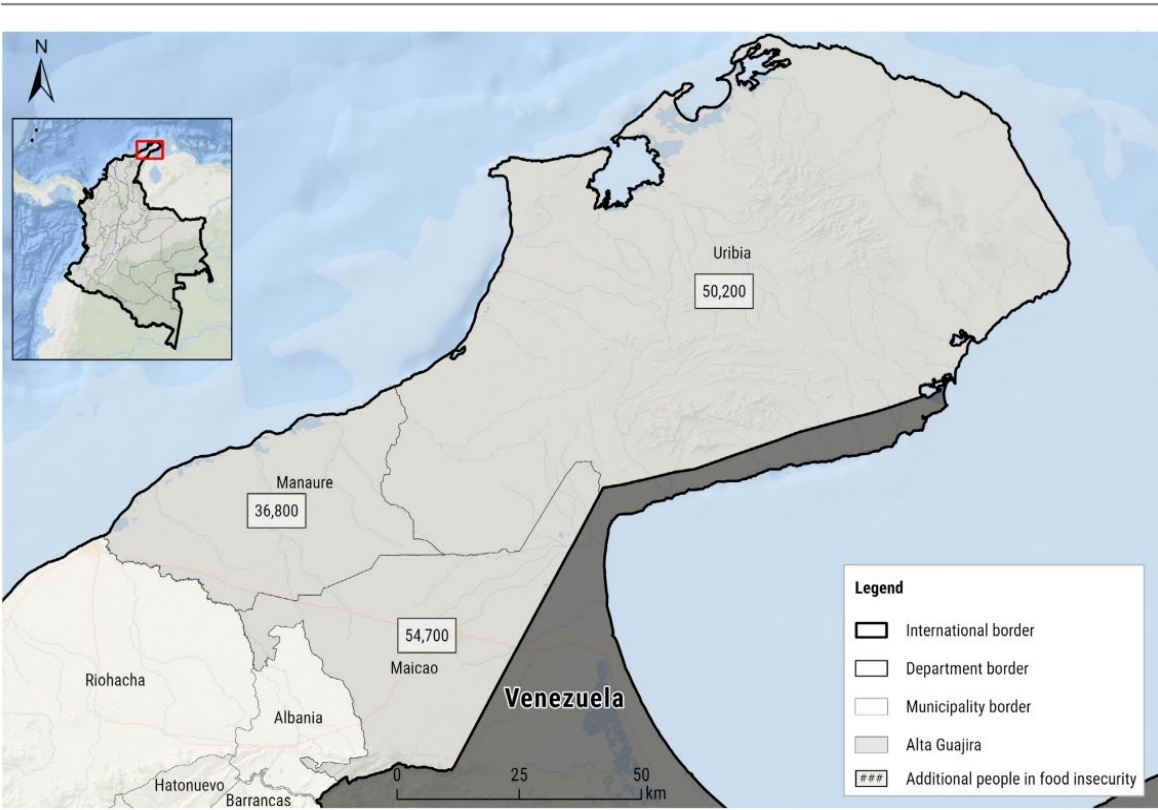 N
Uribia
50,200
Manaure
36,800
54,700
Maicao
Riohacha
Albania
Venezuela
Hatonuevo
Barrancas
0 25 50
km
Legend
International border
Department border
Municipality border
Alta Guajira
### Additional people in food insecurity